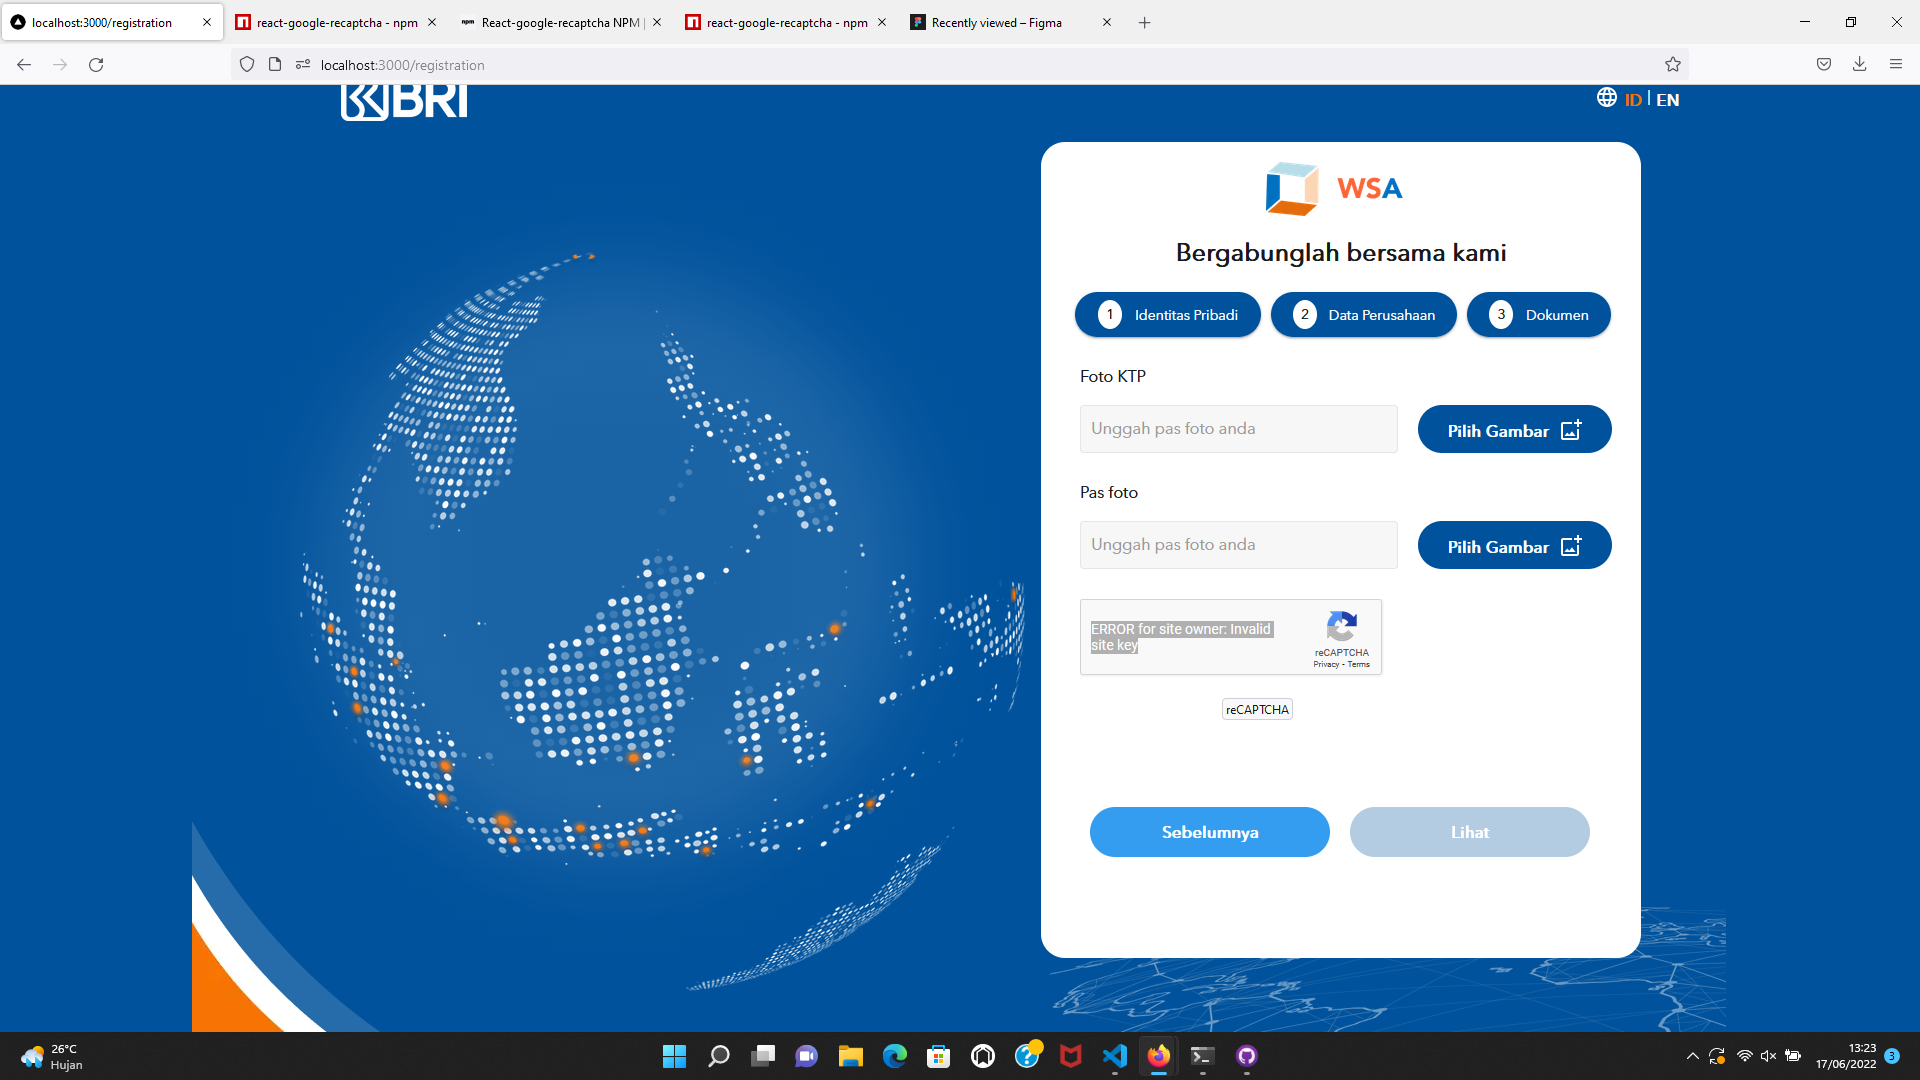 localhost:3000/registration
react-google-recaptcha - npm
npm
React-google-recaptcha NPM |
react-google-recaptcha - npm
Recently viewed – Figma
localhost:3000/registration
BRI
ID | EN
WSA
Bergabunglah bersama kami
1 Identitas Pribadi
2 Data Perusahaan
3 Dokumen
Foto KTP
Unggah pas foto anda
Pilih Gambar
Pas foto
Unggah pas foto anda
Pilih Gambar
ERROR for site owner: Invalid
site key
reCAPTCHA
Privacy - Terms
reCAPTCHA
Sebelumnya
Lihat
26°C
Hujan
13:23
17/06/2022
3